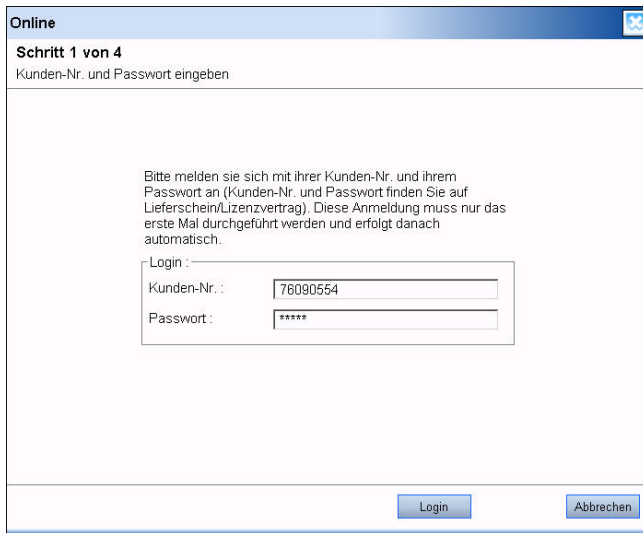 Online
Schritt 1 von 4
Kunden-Nr. und Passwort eingeben
Bitte melden sie sich mit ihrer Kunden-Nr. und ihrem
Passwort an (Kunden-Nr. und Passwort finden Sie auf
Lieferschein/Lizenzvertrag). Diese Anmeldung muss nur das
erste Mal durchgeführt werden und erfolgt danach
automatisch.
Login :
Kunden-Nr. : 76090554
Passwort : *****
Login Abbrechen